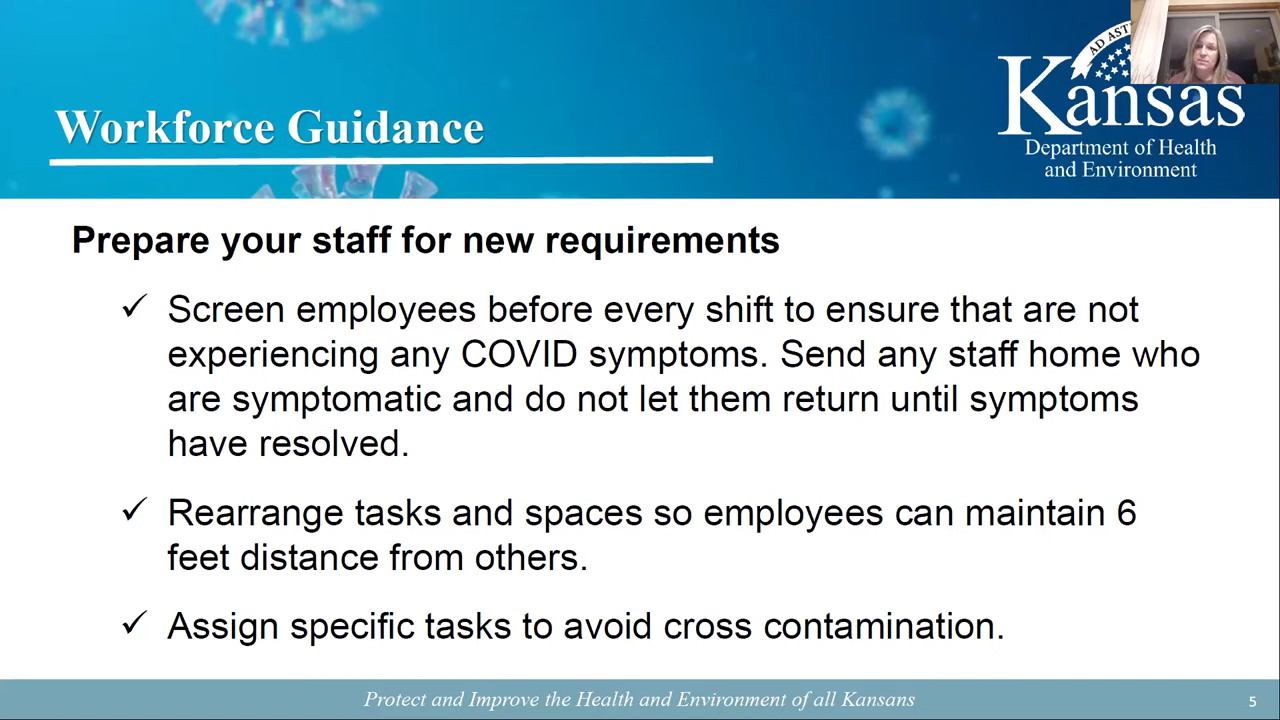 AD AST
Kansas
Department of Health
and Environment
Workforce Guidance
Prepare your staff for new requirements
✓ Screen employees before every shift to ensure that are not
experiencing any COVID symptoms. Send any staff home who
are symptomatic and do not let them return until symptoms
have resolved.
✓ Rearrange tasks and spaces so employees can maintain 6
feet distance from others.
✓ Assign specific tasks to avoid cross contamination.
Protect and Improve the Health and Environment of all Kansans
5